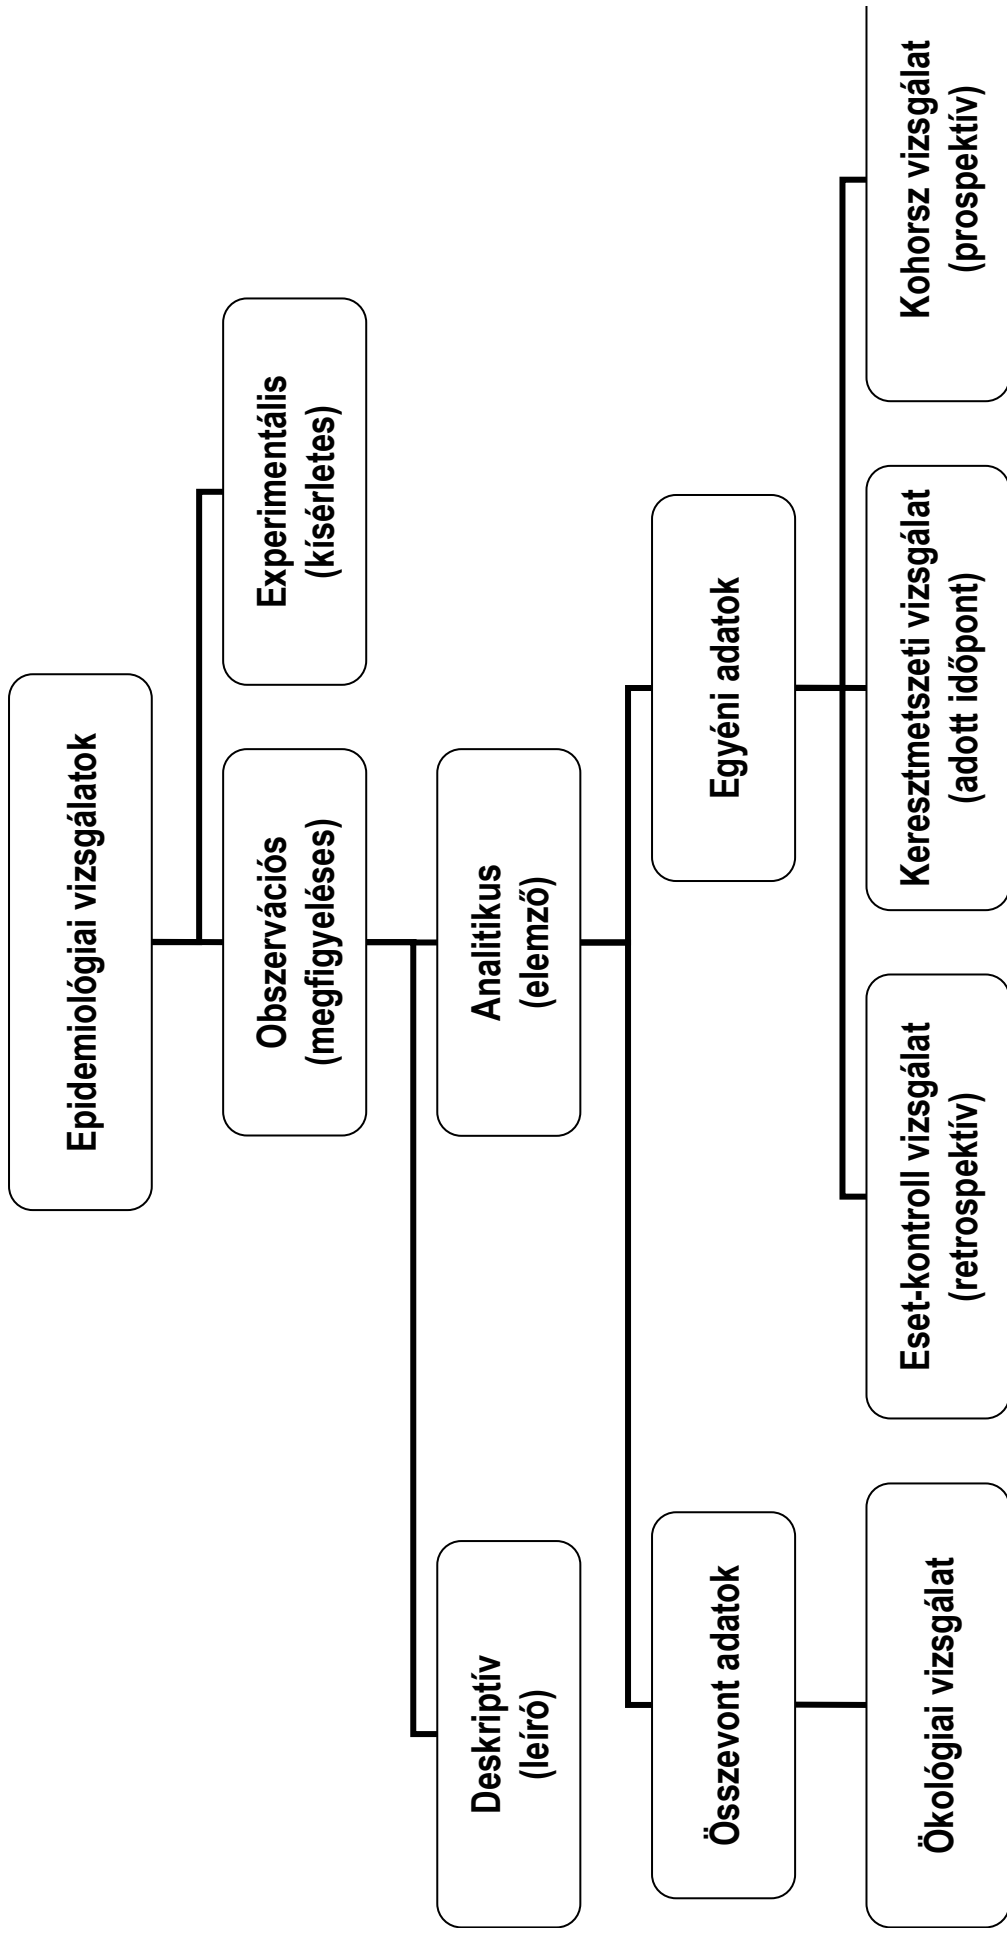 Epidemiológiai vizsgálatok
Obszervációs
(megfigyeléses)
Experimentális
(kísérletes)
Deskriptív
(leíró)
Analitikus
(elemző)
Összevont adatok
Egyéni adatok
Ökológiai vizsgálat
Eset-kontroll vizsgálat
(retrospektív)
Keresztmetszeti vizsgálat
(adott időpont)
Kohorsz vizsgálat
(prospektív)